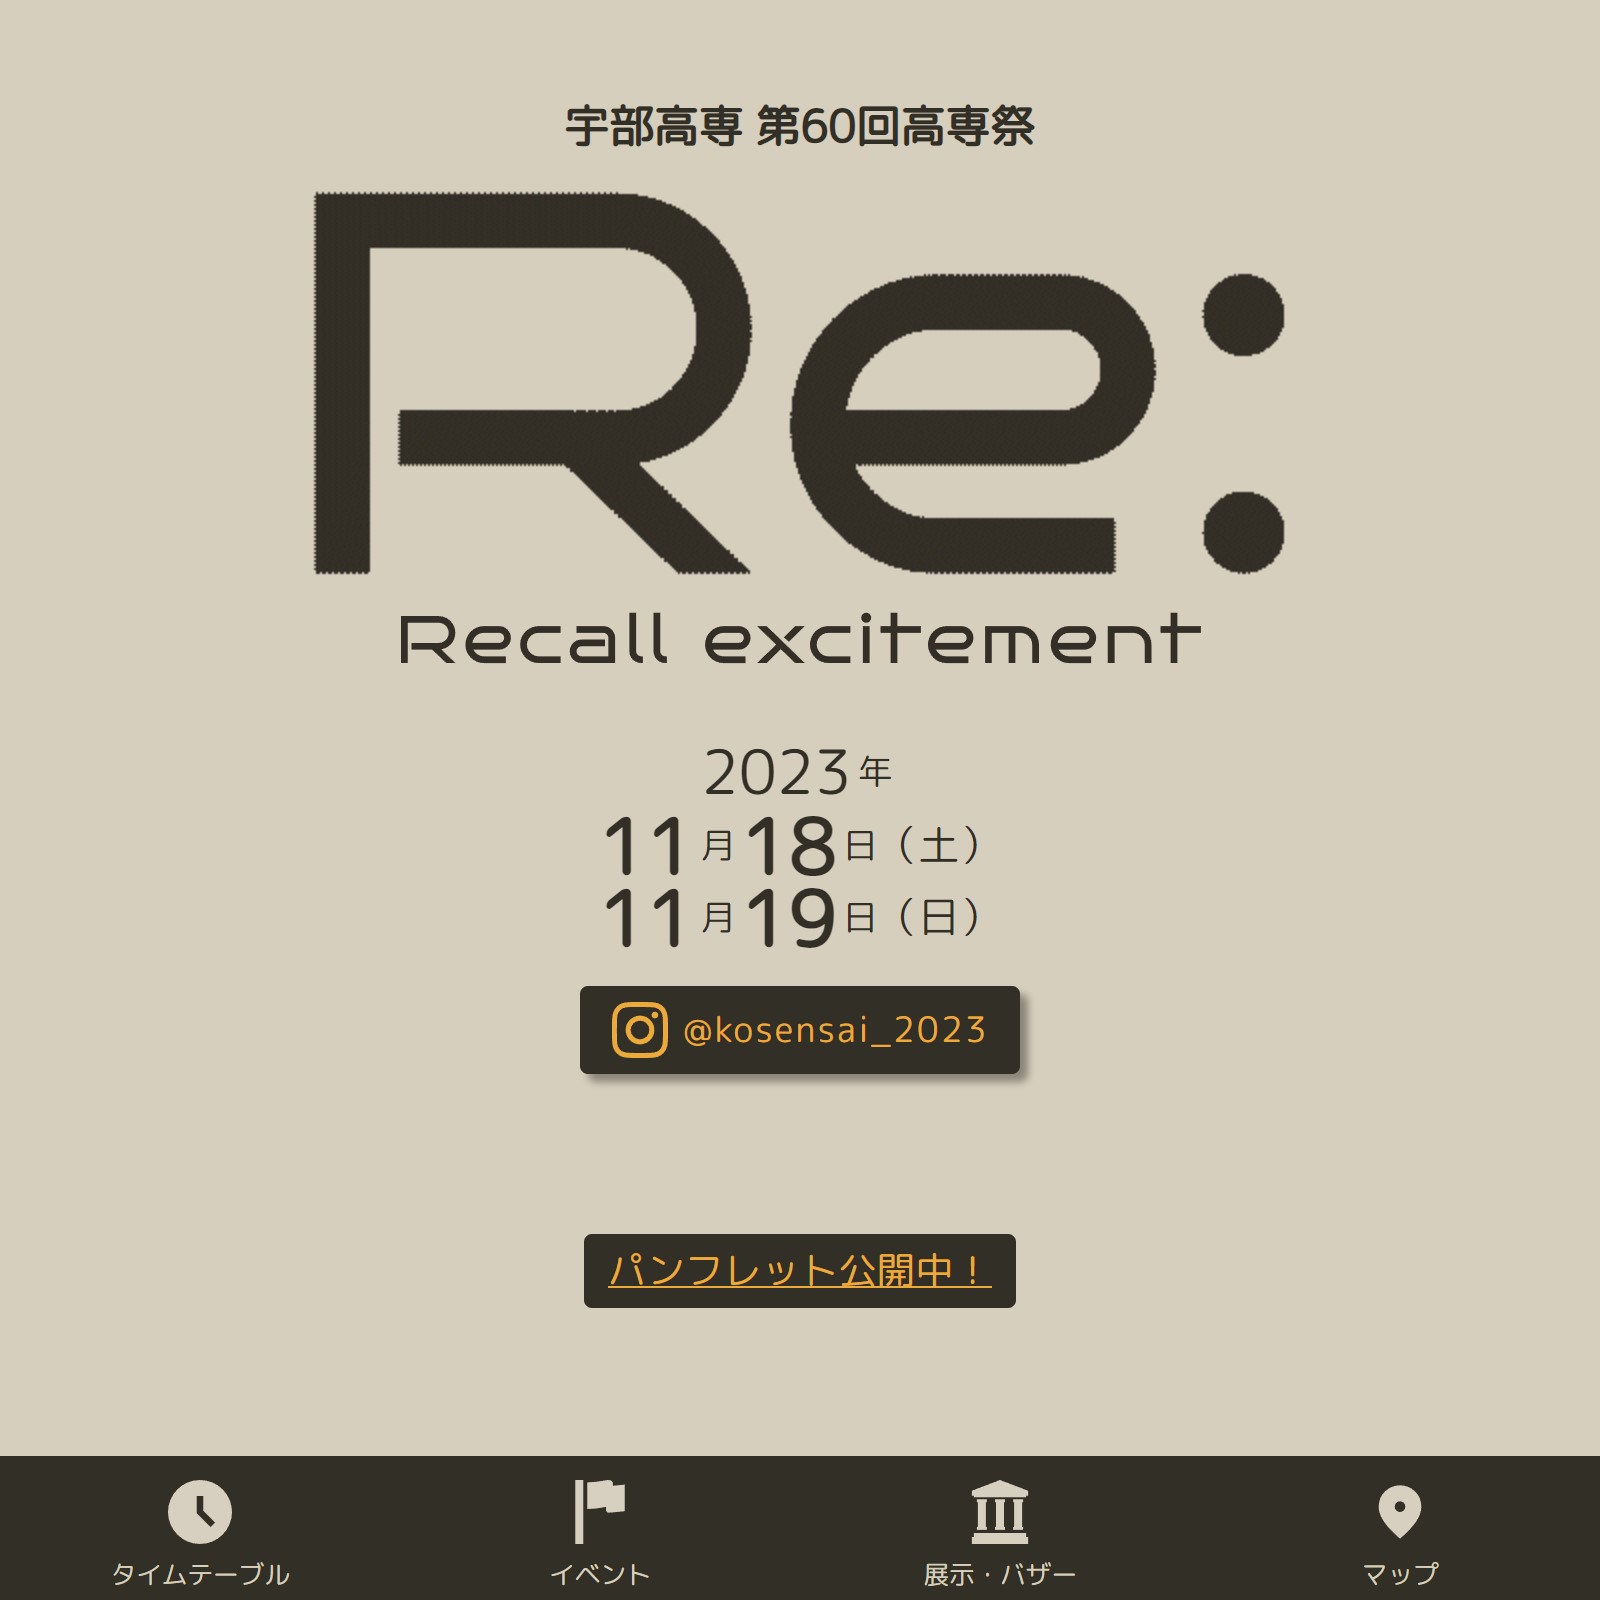 宇部高専 第60回高専祭
Re:
Recall excitement
2023年
11月18日（土）
11月19日（日）
@kosensai_2023
パンフレット公開中！
タイムテーブル
イベント
展示・バザー
マップ